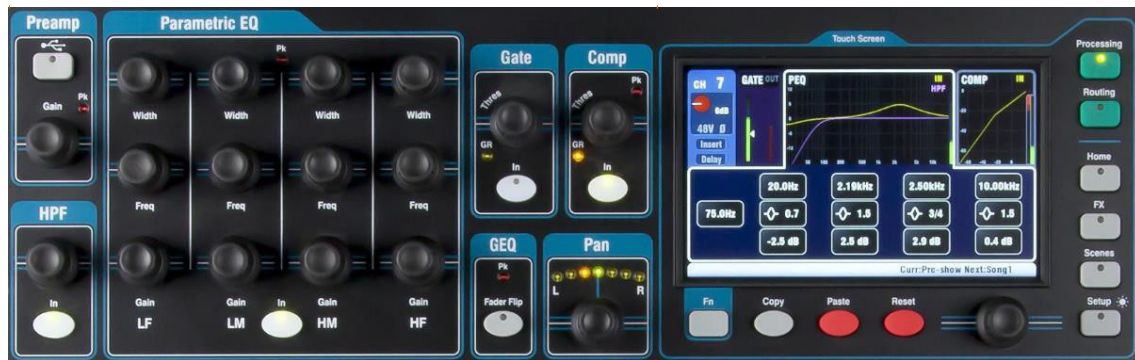 Preamp
Gain
Pk
HPF
In
Parametric EQ
Pk
Width
Width
Width
Width
Freq
Freq
Freq
Freq
Gain
Gain
In
Gain
Gain
LF
LM
HM
HF
Gate
Thres
GR
In
Comp
Pk
Thres
GR
In
GEQ
Pk
Fader Flip
Pan
L
R
Touch Screen
CH 7
0dB
48V Ø
Insert
Delay
GATE OUT
PEQ
IN
HPF
COMP
IN
75.0Hz
20.0Hz
2.19kHz
2.50kHz
10.00kHz
0.7
1.5
3/4
1.5
-2.5 dB
2.5 dB
2.9 dB
0.4 dB
Curr:Pre-show Next:Song1
Fn
Copy
Paste
Reset
Processing
Routing
Home
FX
Scenes
Setup